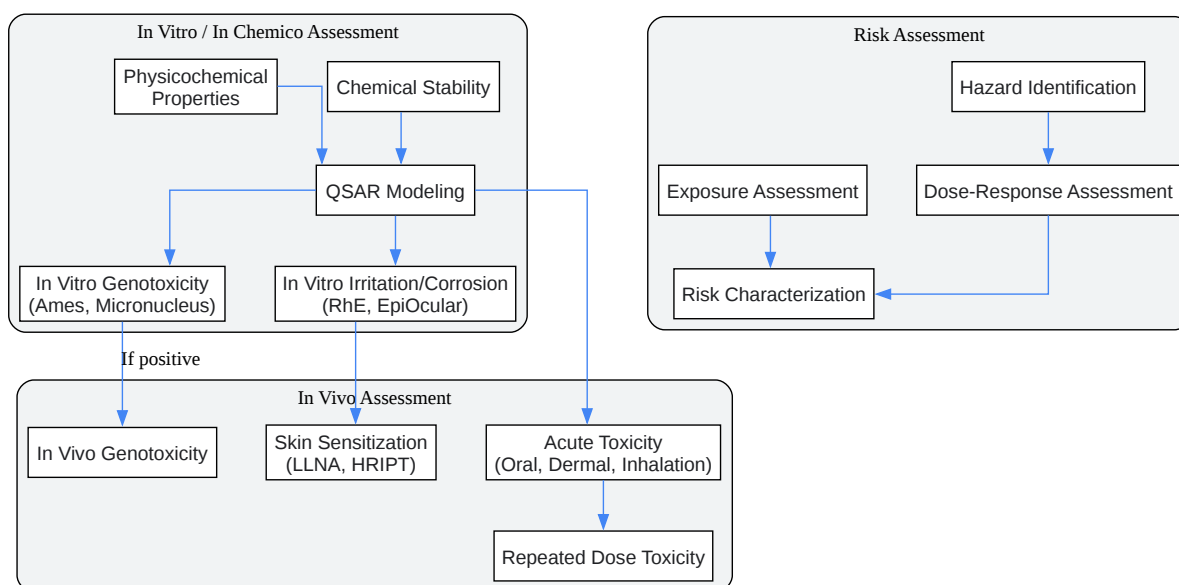 In Vitro / In Chemico Assessment
Physicochemical
Properties
Chemical Stability
QSAR Modeling
In Vitro Genotoxicity
(Ames, Micronucleus)
In Vitro Irritation/Corrosion
(RhE, EpiOcular)
If positive
In Vivo Assessment
In Vivo Genotoxicity
Skin Sensitization
(LLNA, HRIPT)
Acute Toxicity
(Oral, Dermal, Inhalation)
Repeated Dose Toxicity
Risk Assessment
Hazard Identification
Exposure Assessment
Dose-Response Assessment
Risk Characterization